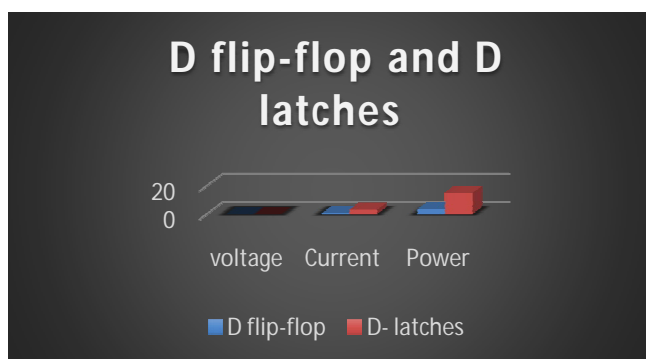 D flip-flop and D
latches
20
0
voltage Current Power
D flip-flop D- latches